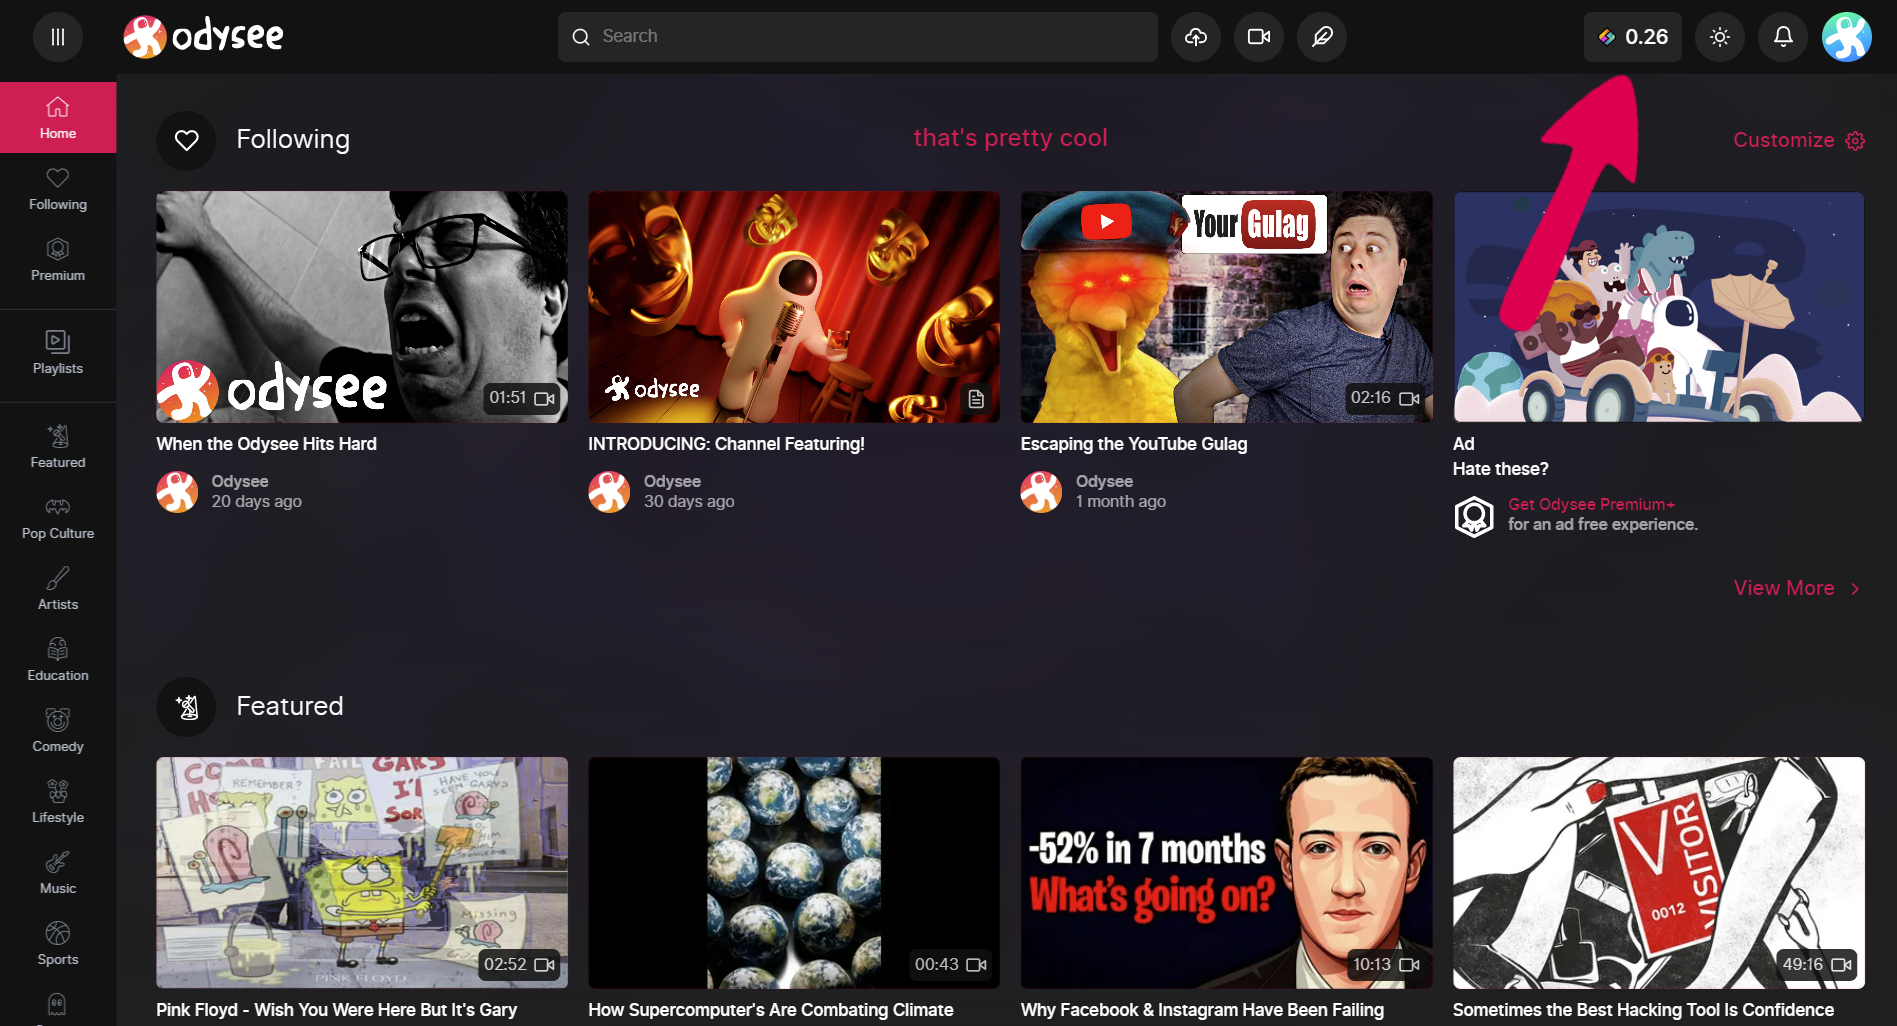 odysee
Search
0.26
Home
Following
Premium
Playlists
Featured
Pop Culture
Artists
Education
Comedy
Lifestyle
Music
Sports
Following
that's pretty cool
Customize
odysee
01:51
When the Odysee Hits Hard
Odysee
20 days ago
odysee
INTRODUCING: Channel Featuring!
Odysee
30 days ago
Your Gulag
02:16
Escaping the YouTube Gulag
Odysee
1 month ago
Ad
Hate these?
Get Odysee Premium+
for an ad free experience.
View More
Featured
REMEMBER?
FAIL
GARY
I'M
SORRY
HAVE YOU
SEEN GARY?
Missing
PINK FLOYD
02:52
Pink Floyd - Wish You Were Here But It's Gary
00:43
How Supercomputer's Are Combating Climate
-52% in 7 months
What's going on?
10:13
Why Facebook & Instagram Have Been Failing
V
VISITOR
0012
49:16
Sometimes the Best Hacking Tool Is Confidence